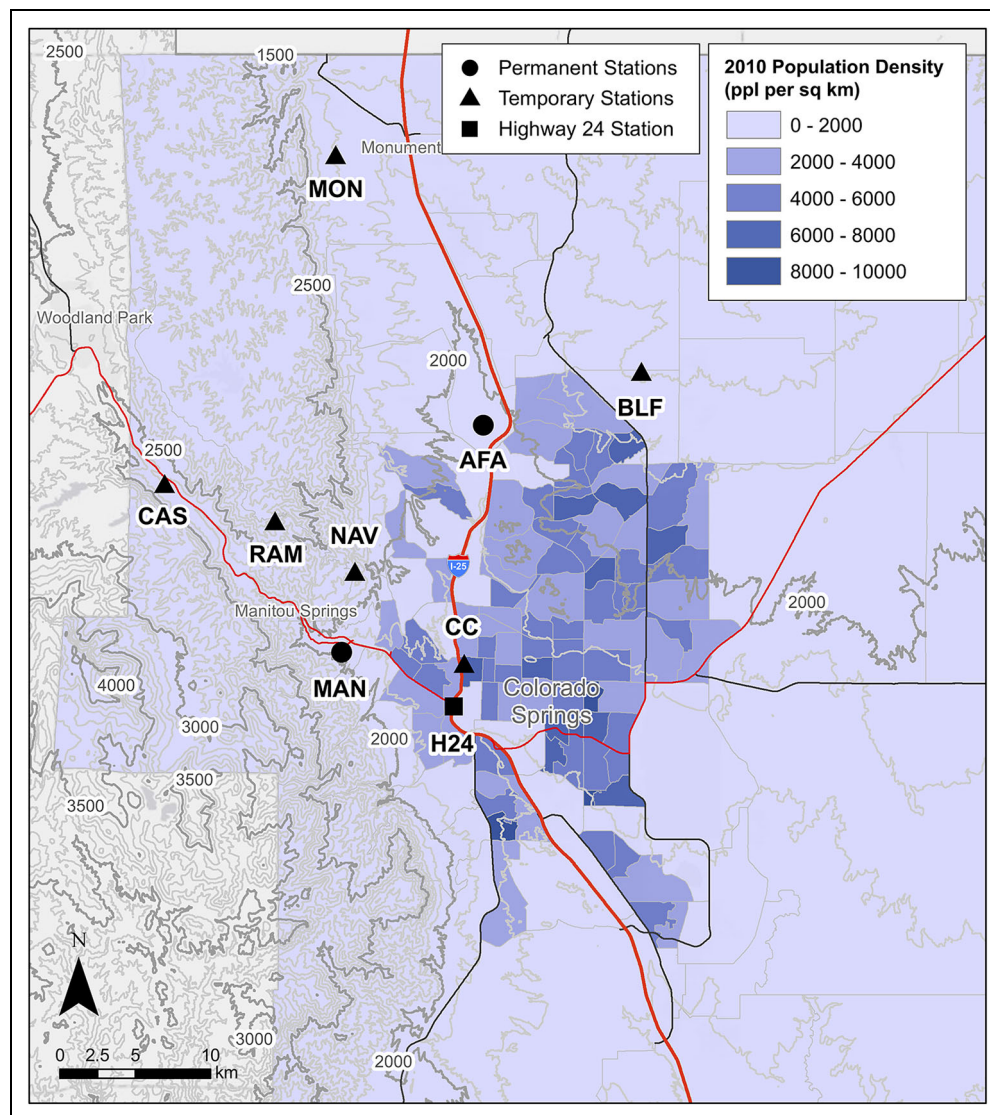 2500
1500
Permanent Stations
Temporary Stations
Highway 24 Station
2010 Population Density
(ppl per sq km)
0 - 2000
2000 - 4000
4000 - 6000
6000 - 8000
8000 - 10000
Monument
MON
2500
Woodland Park
2000
BLF
AFA
2500
CAS
RAM
NAV
I-25
Manitou Springs
2000
CC
MAN
4000
Colorado
Springs
3000
2000
H24
3500
3500
N
3000
2000
0 2.5 5 10
km